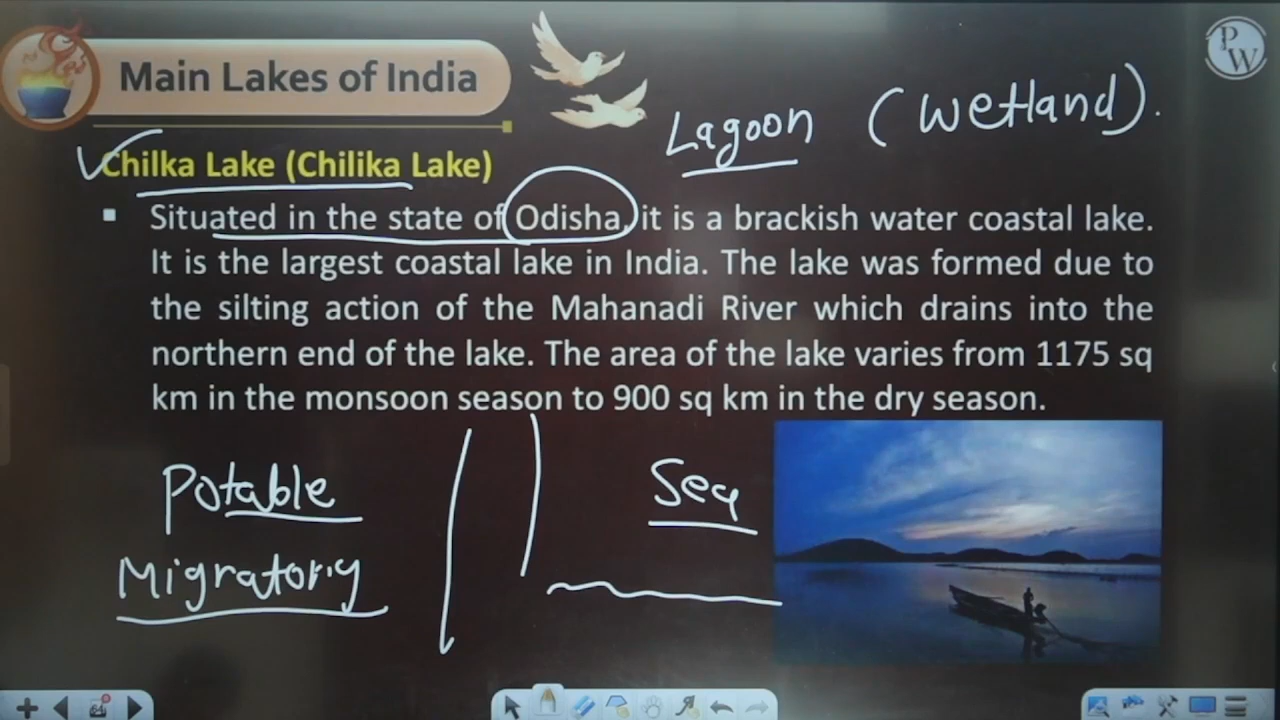 PW
Main Lakes of India
Lagoon (Wetland).
Chilka Lake (Chilika Lake)
Situated in the state of Odisha, it is a brackish water coastal lake.
It is the largest coastal lake in India. The lake was formed due to
the silting action of the Mahanadi River which drains into the
northern end of the lake. The area of the lake varies from 1175 sq
km in the monsoon season to 900 sq km in the dry season.
Potable
Sea
Migratory